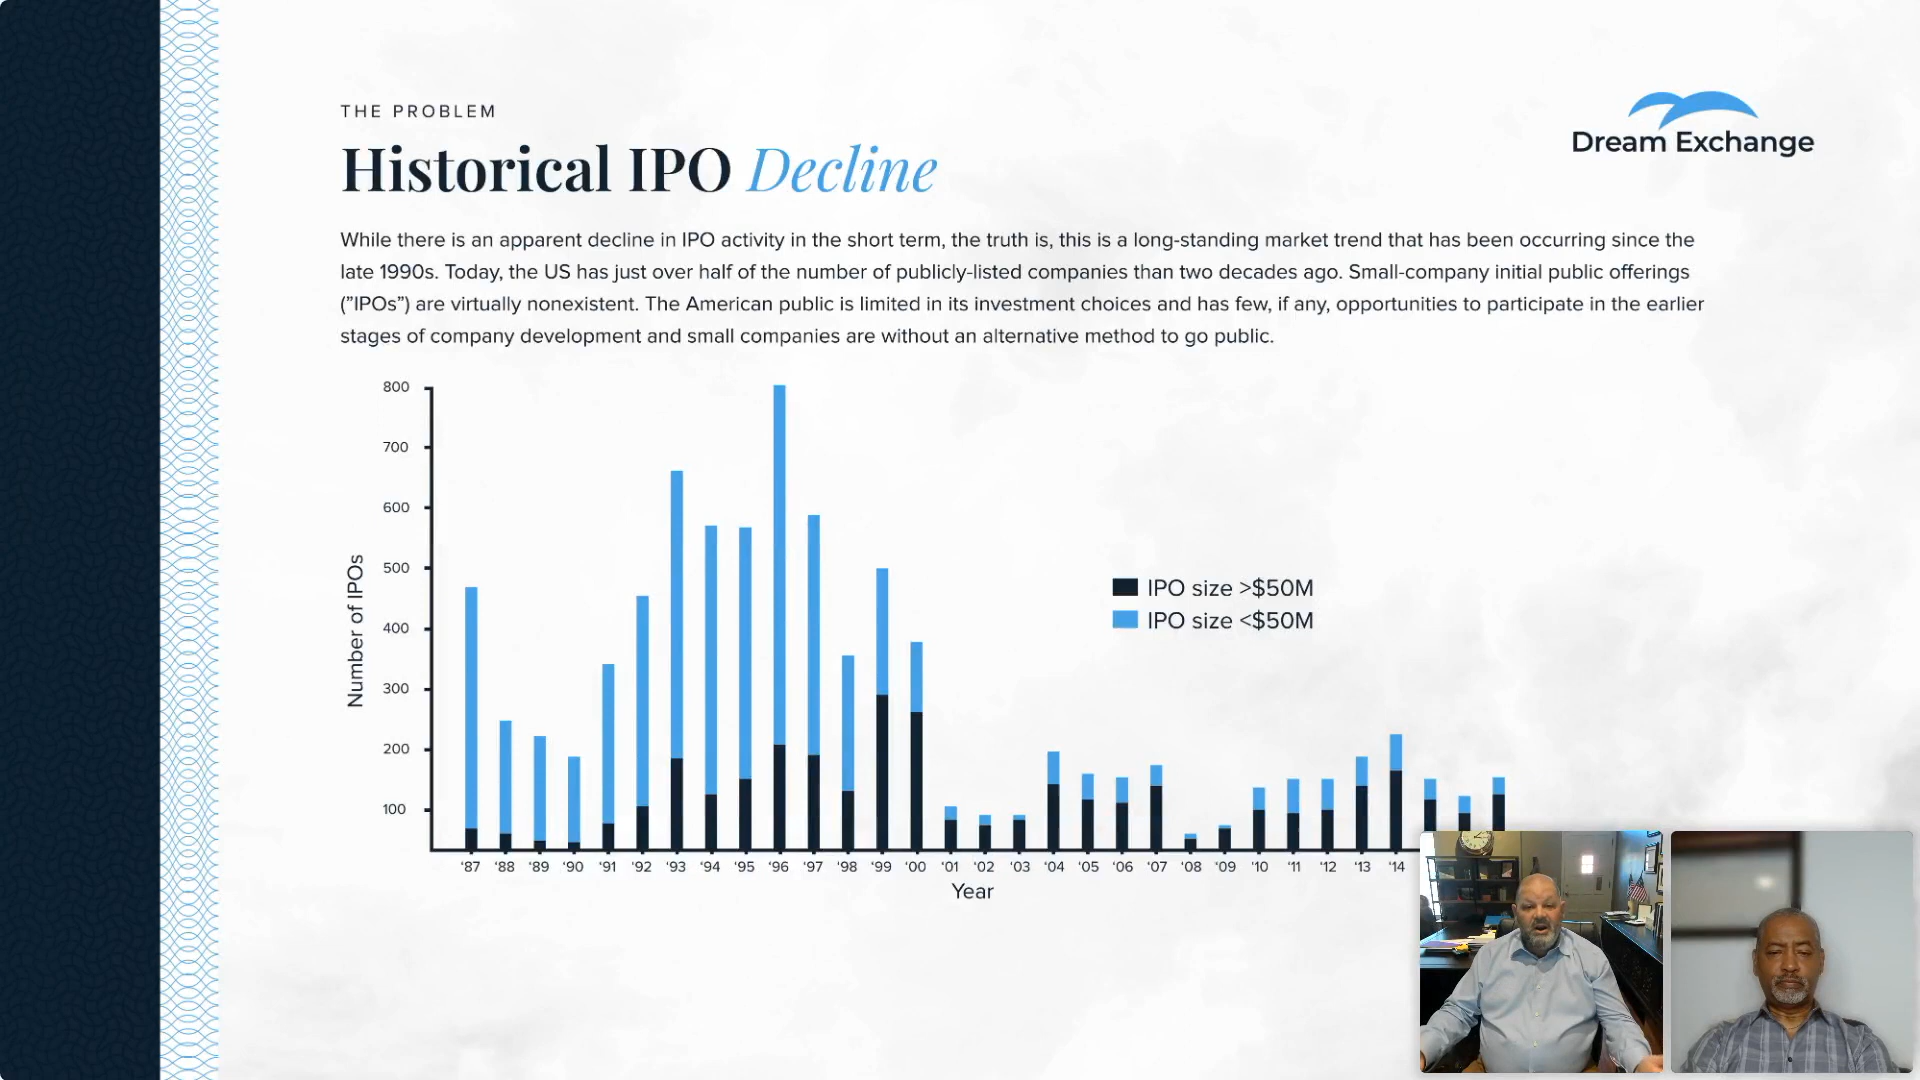 THE PROBLEM
Historical IPO Decline
Dream Exchange
While there is an apparent decline in IPO activity in the short term, the truth is, this is a long-standing market trend that has been occurring since the
late 1990s. Today, the US has just over half of the number of publicly-listed companies than two decades ago. Small-company initial public offerings
(”IPOs”) are virtually nonexistent. The American public is limited in its investment choices and has few, if any, opportunities to participate in the earlier
stages of company development and small companies are without an alternative method to go public.
800
700
600
500
400
300
200
100
Number of IPOs
IPO size >$50M
IPO size <$50M
'87 '88 '89 '90 '91 '92 '93 '94 '95 '96 '97 '98 '99 '00 '01 '02 '03 '04 '05 '06 '07 '08 '09 '10 '11 '12 '13 '14
Year